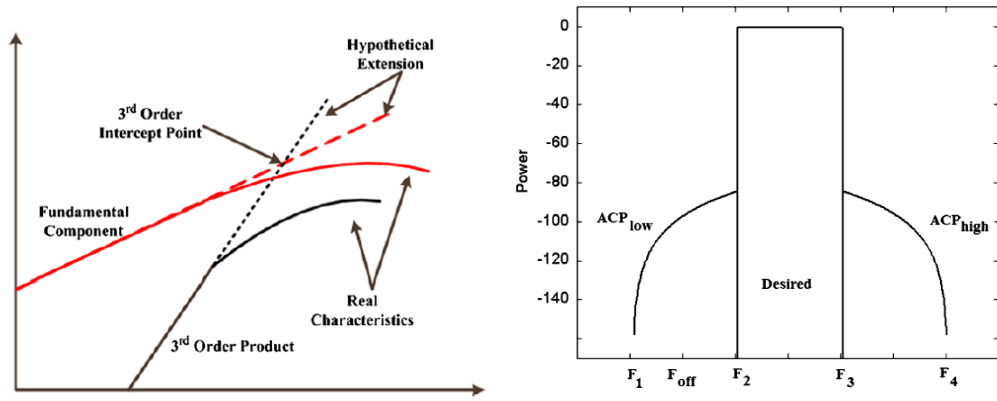 Hypothetical
Extension
3rd Order
Intercept Point
Fundamental
Component
Real
Characteristics
3rd Order Product
Power
0
-20
-40
-60
-80
-100
-120
-140
ACPlow
ACPhigh
Desired
F1
Foff
F2
F3
F4